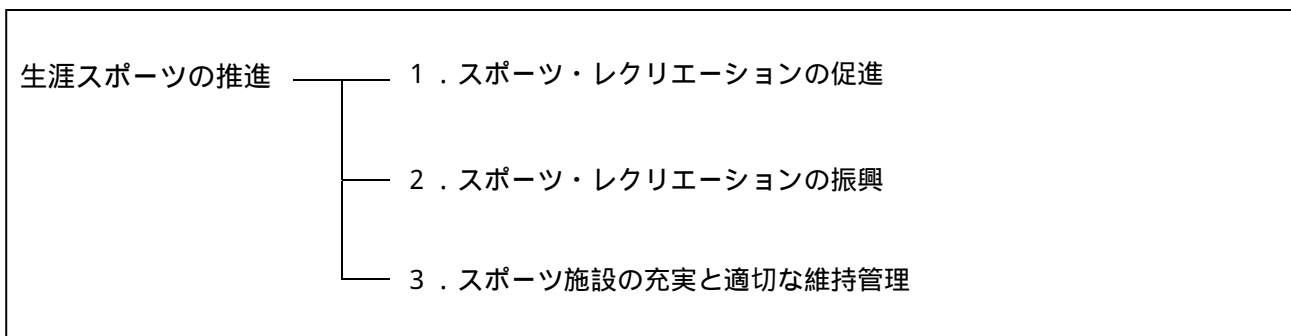 生涯スポーツの推進
１．スポーツ・レクリエーションの促進
２．スポーツ・レクリエーションの振興
３．スポーツ施設の充実と適切な維持管理